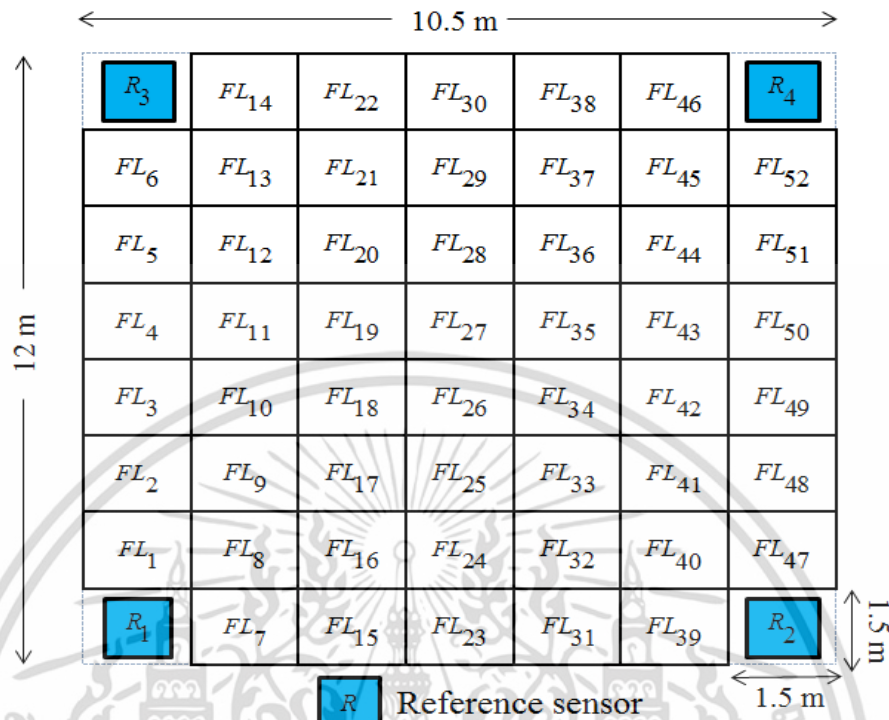 10.5 m
R3 FL14 FL22 FL30 FL38 FL46 R4
FL6 FL13 FL21 FL29 FL37 FL45 FL52
FL5 FL12 FL20 FL28 FL36 FL44 FL51
12 m
FL4 FL11 FL19 FL27 FL35 FL43 FL50
FL3 FL10 FL18 FL26 FL34 FL42 FL49
FL2 FL9 FL17 FL25 FL33 FL41 FL48
FL1 FL8 FL16 FL24 FL32 FL40 FL47
R1 FL7 FL15 FL23 FL31 FL39 R2
1.5 m
1.5 m
R Reference sensor